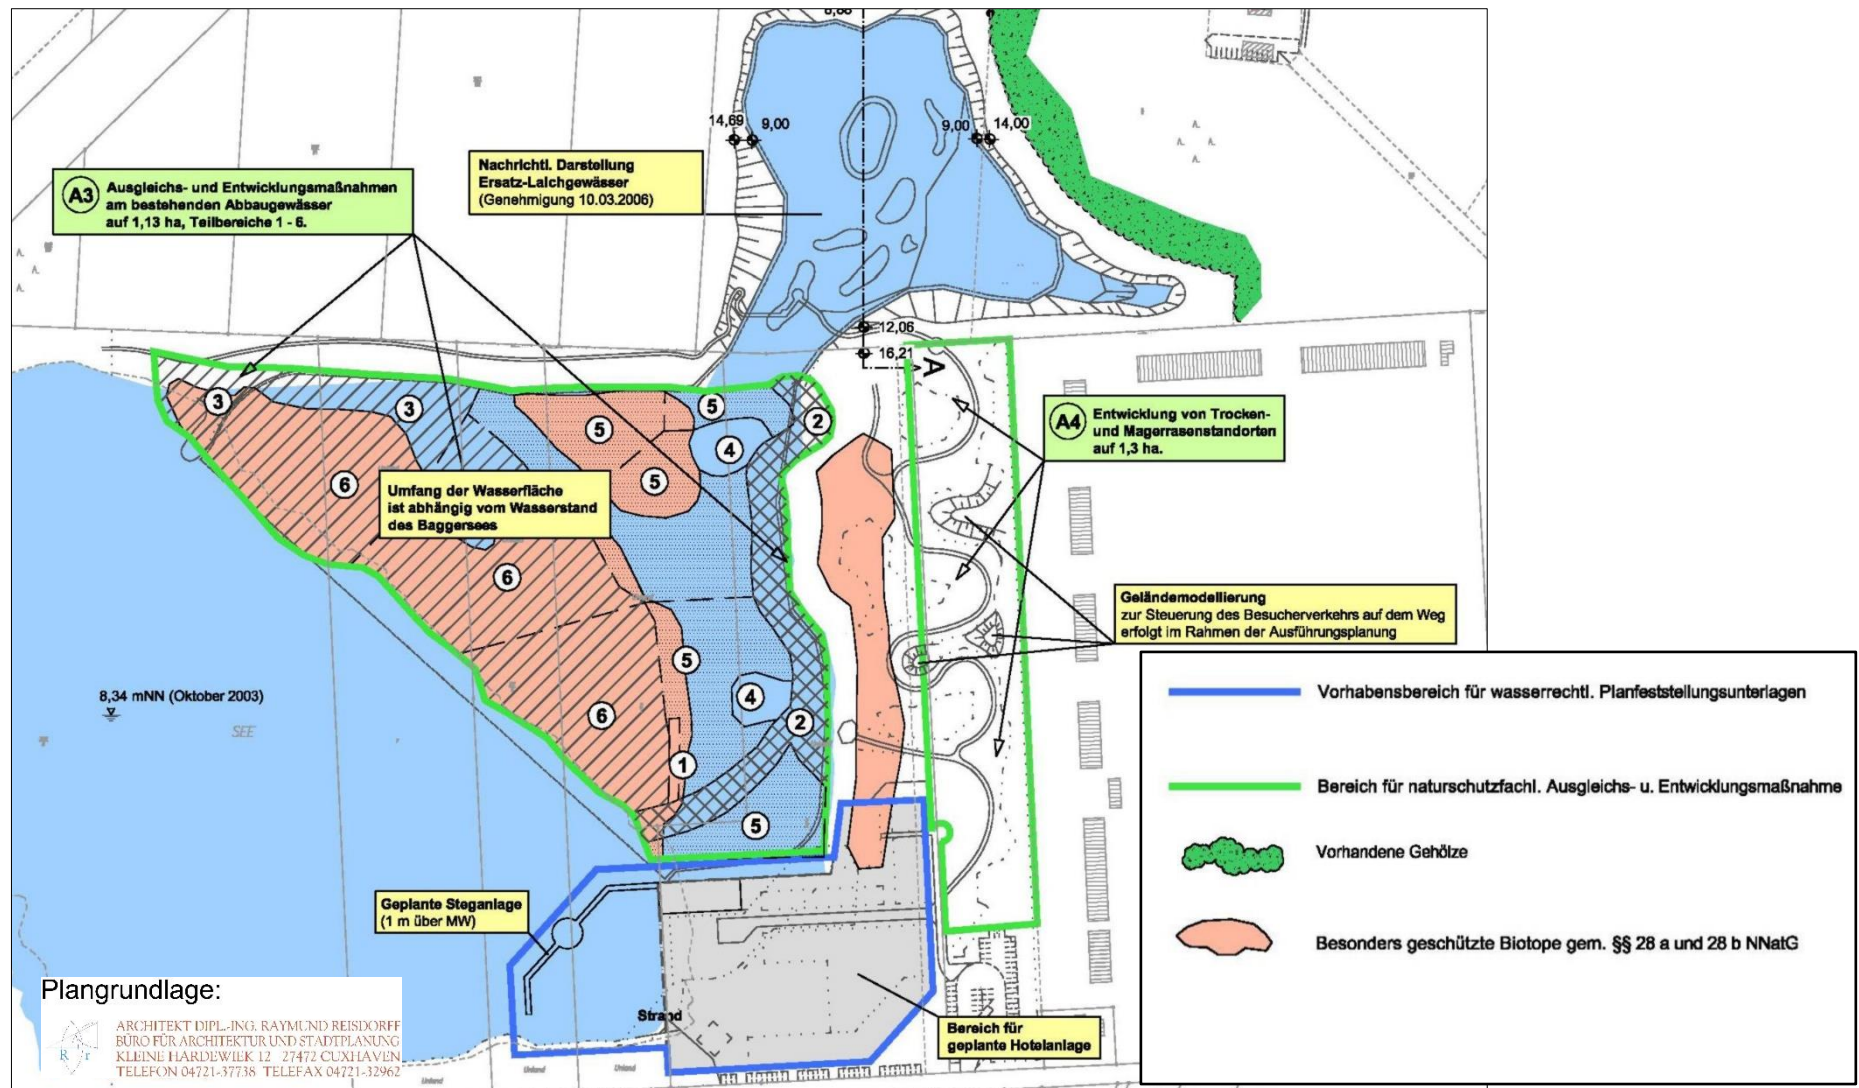 8,88
14,69
9,00
9,00
14,00
Nachrichtl. Darstellung
Ersatz-Laichgewässer
(Genehmigung 10.03.2006)
A3
Ausgleichs- und Entwicklungsmaßnahmen
am bestehenden Abbaugewässer
auf 1,13 ha, Teilbereiche 1 - 6.
12,06
16,21
A
3
3
5
5
5
4
2
6
6
6
5
4
2
1
5
Umfang der Wasserfläche
ist abhängig vom Wasserstand
des Baggersees
A4
Entwicklung von Trocken-
und Magerrasenstandorten
auf 1,3 ha.
Geländemodellierung
zur Steuerung des Besucherverkehrs auf dem Weg
erfolgt im Rahmen der Ausführungsplanung
8,34 mNN (Oktober 2003)
SEE
Geplante Steganlage
(1 m über MW)
Strand
Bereich für
geplante Hotelanlage
Unland
Unland
Unland
Vorhabensbereich für wasserrechtl. Planfeststellungsunterlagen
Bereich für naturschutzfachl. Ausgleichs- u. Entwicklungsmaßnahme
Vorhandene Gehölze
Besonders geschützte Biotope gem. §§ 28 a und 28 b NNatG
Plangrundlage:
R r
ARCHITEKT DIPL.-ING. RAYMUND REISDORFF
BÜRO FÜR ARCHITEKTUR UND STADTPLANUNG
KLEINE HARDEWIEK 12 27472 CUXHAVEN
TELEFON 04721-37738 TELEFAX 04721-32962